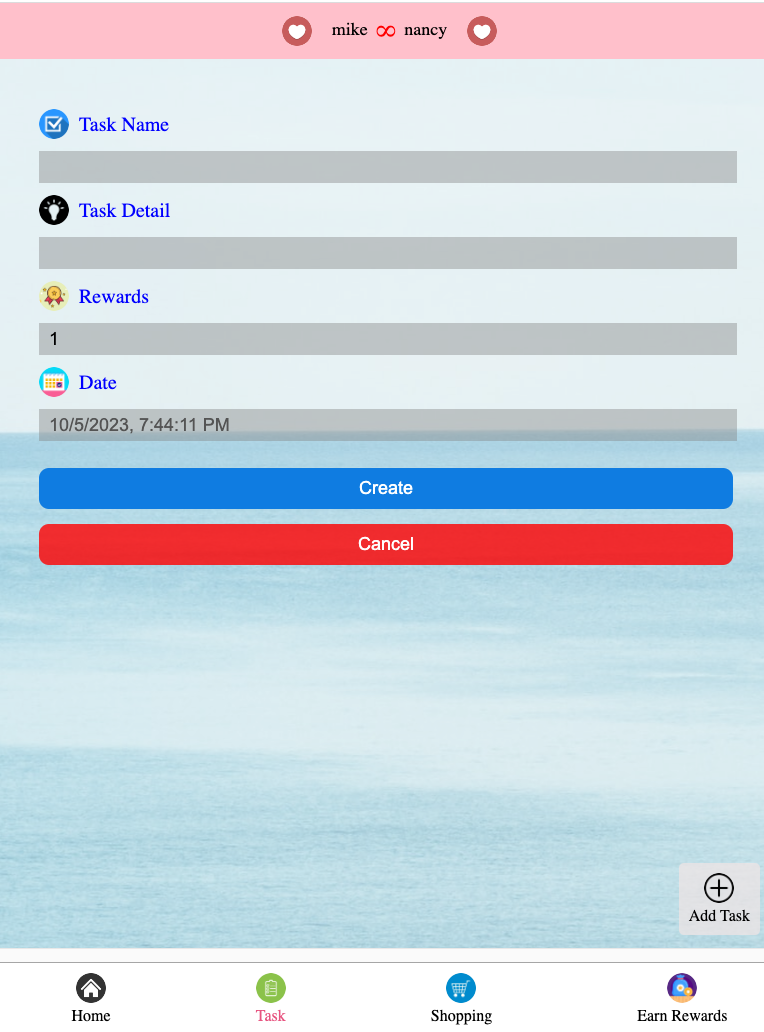 mike ∞ nancy
Task Name
Task Detail
Rewards
1
Date
10/5/2023, 7:44:11 PM
Create
Cancel
Add Task
Home Task Shopping Earn Rewards